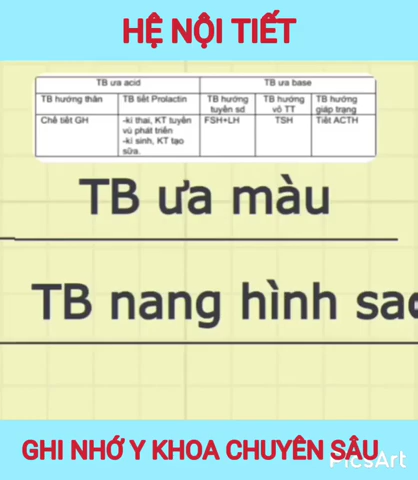 HỆ NỘI TIẾT
TB ưa acid TB ưa base
TB hướng thân TB tiết Prolactin TB hướng tuyến sd TB hướng vỏ TT TB hướng giáp trạng
Chế tiết GH -kì thai, KT tuyến vú phát triển FSH+LH TSH Tiết ACTH
-kì sinh, KT tạo sữa.
TB ưa màu
TB nang hình sao
GHI NHỚ Y KHOA CHUYÊN SÂU
PicsArt